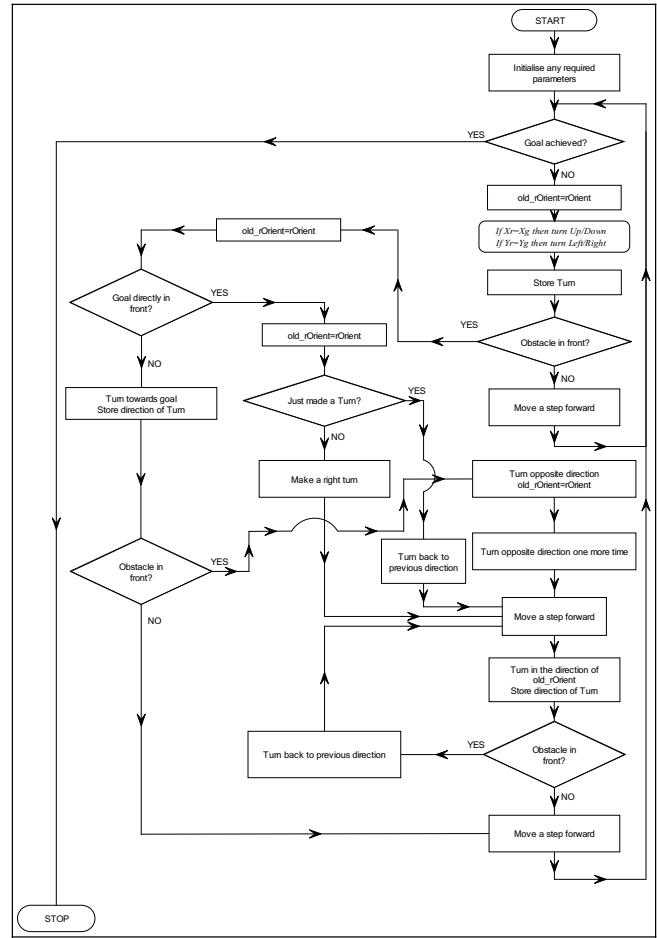 START
Initialise any required
parameters
YES
Goal achieved?
NO
old_rOrient=rOrient
If Xr=Xg then turn Up/Down
If Yr=Yg then turn Left/Right
Store Turn
old_rOrient=rOrient
Goal directly in
front?
YES
old_rOrient=rOrient
YES
Obstacle in front?
NO
NO
Turn towards goal
Store direction of Turn
Just made a Turn?
YES
Move a step forward
NO
Make a right turn
Turn opposite direction
old_rOrient=rOrient
Turn back to
previous direction
Turn opposite direction one more time
Obstacle in
front?
YES
NO
Move a step forward
Turn in the direction of
old_rOrient
Store direction of Turn
Turn back to previous direction
YES
Obstacle in
front?
NO
Move a step forward
STOP